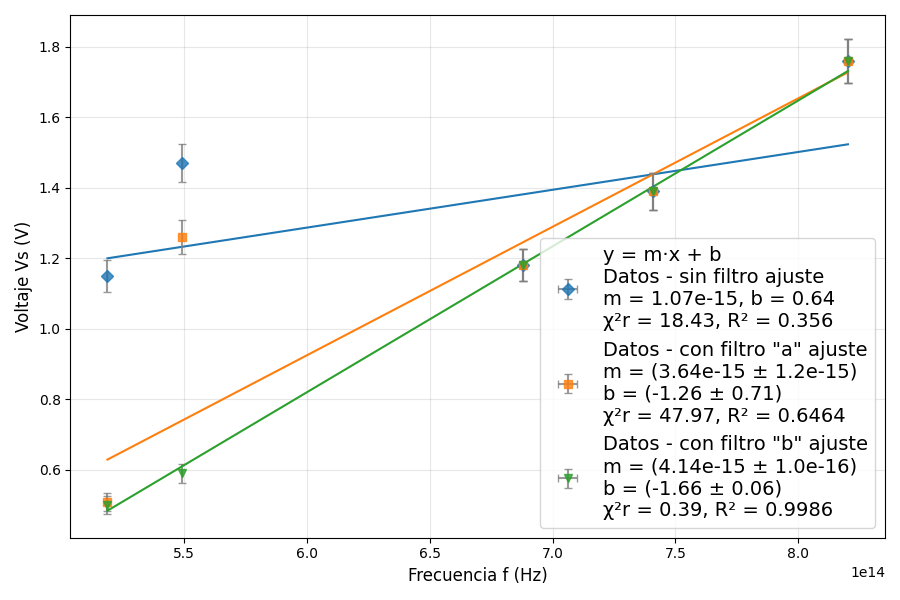 1.8
1.6
1.4
1.2
1.0
0.8
0.6
Voltaje Vs (V)
y = m·x + b
Datos - sin filtro ajuste
m = 1.07e-15, b = 0.64
χ²r = 18.43, R² = 0.356
Datos - con filtro "a" ajuste
m = (3.64e-15 ± 1.2e-15)
b = (-1.26 ± 0.71)
χ²r = 47.97, R² = 0.6464
Datos - con filtro "b" ajuste
m = (4.14e-15 ± 1.0e-16)
b = (-1.66 ± 0.06)
χ²r = 0.39, R² = 0.9986
5.5 6.0 6.5 7.0 7.5 8.0
1e14
Frecuencia f (Hz)